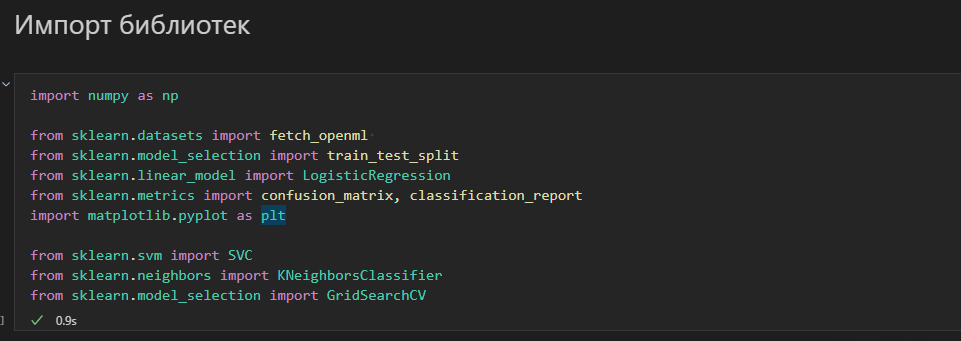 Импорт библиотек
import numpy as np
from sklearn.datasets import fetch_openml
from sklearn.model_selection import train_test_split
from sklearn.linear_model import LogisticRegression
from sklearn.metrics import confusion_matrix, classification_report
import matplotlib.pyplot as plt
from sklearn.svm import SVC
from sklearn.neighbors import KNeighborsClassifier
from sklearn.model_selection import GridSearchCV
] ✓ 0.9s